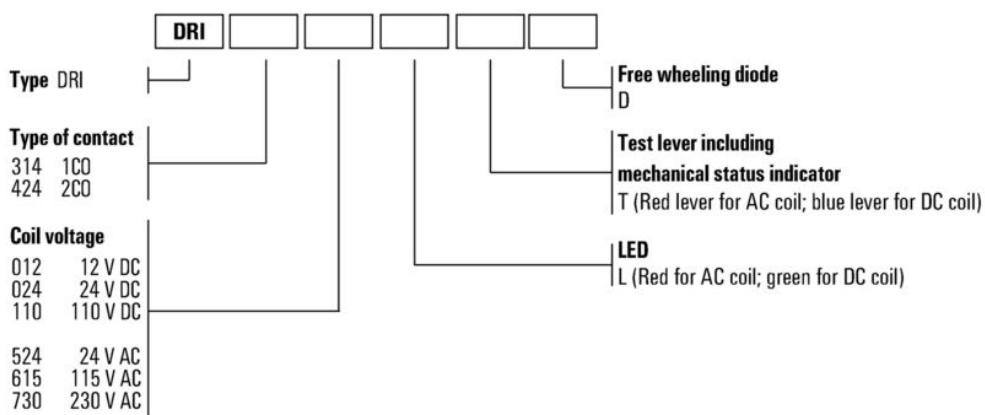 DRI
Type DRI
Type of contact
314 1CO
424 2CO
Coil voltage
012 12 V DC
024 24 V DC
110 110 V DC
524 24 V AC
615 115 V AC
730 230 V AC
Free wheeling diode
D
Test lever including
mechanical status indicator
T (Red lever for AC coil; blue lever for DC coil)
LED
L (Red for AC coil; green for DC coil)